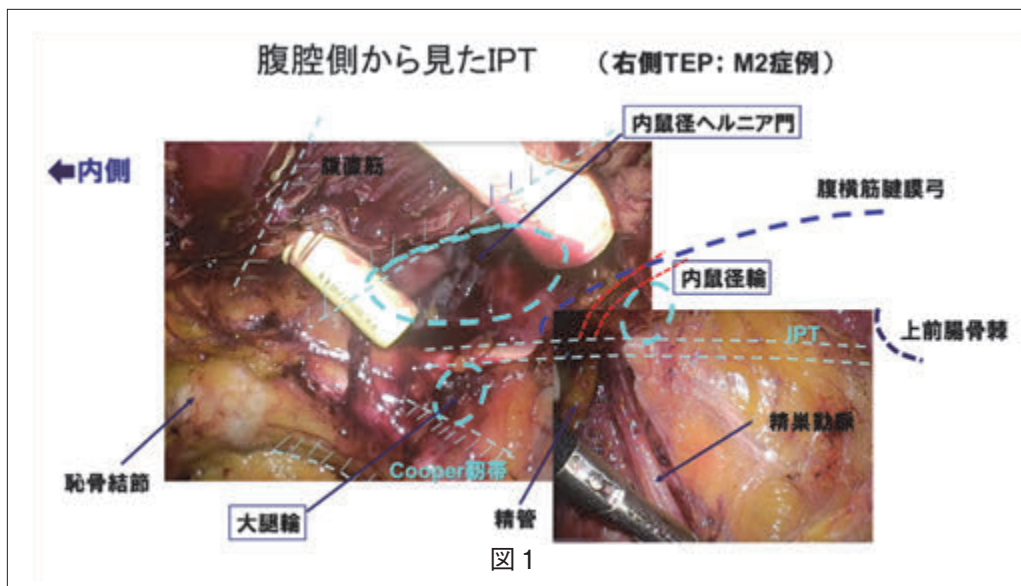 腹腔側から見たIPT （右側TEP：M2症例）
内鼠径ヘルニア門
←内側
腹直筋
腹横筋腱膜弓
内鼠径輪
IPT
上前腸骨棘
精巣動脈
Cooper靭帯
恥骨結節
大腿輪
精管
図1